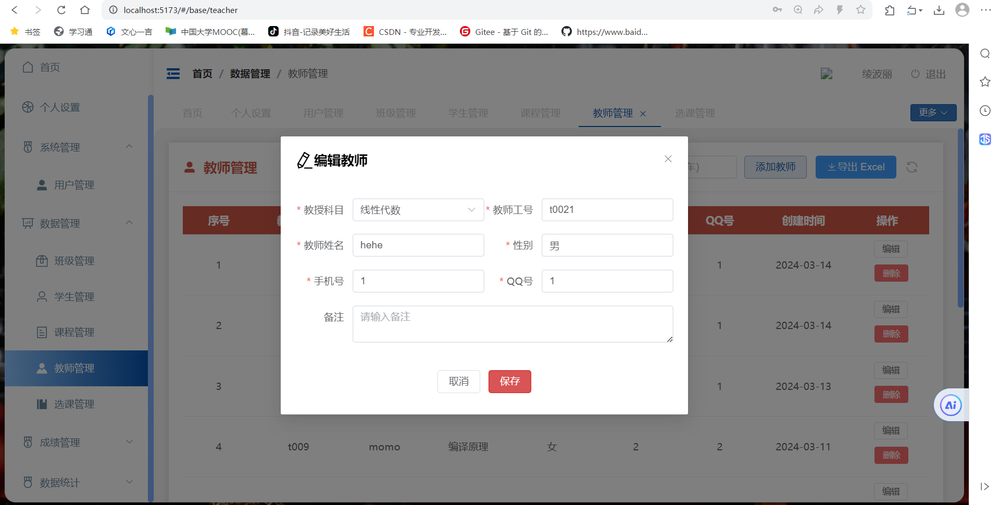 localhost:5173/#/base/teacher
书签 学习通 文心一言 中国大学MOOC(慕... 抖音-记录美好生活 CSDN - 专业开发... Gitee - 基于 Git 的... https://www.baid...
首页
个人设置
系统管理
用户管理
数据管理
班级管理
学生管理
课程管理
教师管理
选课管理
成绩管理
数据统计
首页 / 数据管理 / 教师管理
绫波丽 退出
首页 个人设置 用户管理 班级管理 学生管理 课程管理 教师管理 选课管理 更多
教师管理 车) 添加教师 导出 Excel
编辑教师
* 教授科目 线性代数 * 教师工号 t0021
* 教师姓名 hehe * 性别 男
* 手机号 1 * QQ号 1
备注 请输入备注
取消 保存
序号 QQ号 创建时间 操作
1 1 2024-03-14 编辑
删除
2 1 2024-03-14 编辑
删除
3 1 2024-03-13 编辑
删除
4 t009 momo 编译原理 女 2 2 2024-03-11 编辑
删除
编辑
Ai